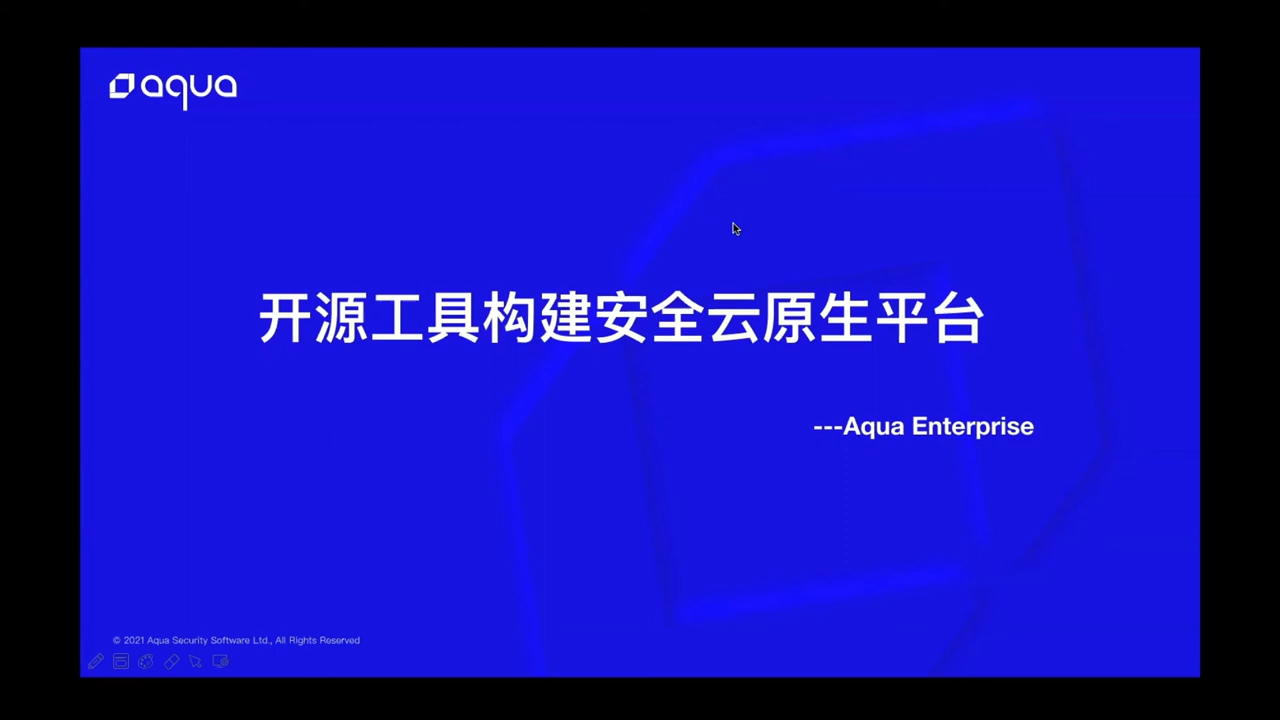 aqua
开源工具构建安全云原生平台
---Aqua Enterprise
© 2021 Aqua Security Software Ltd., All Rights Reserved